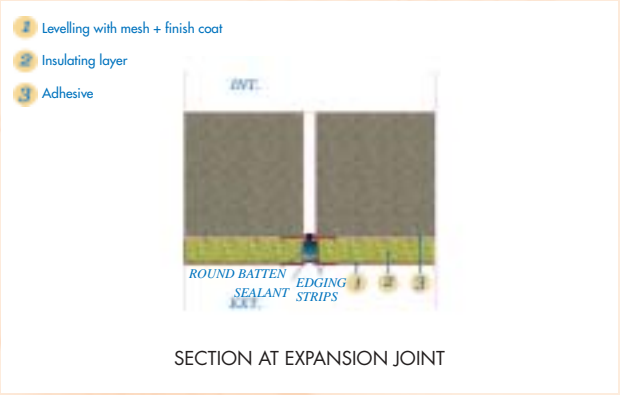 1 Levelling with mesh + finish coat
2 Insulating layer
3 Adhesive
INT.
ROUND BATTEN
SEALANT
EDGING
STRIPS
1 2 3
EXT.
SECTION AT EXPANSION JOINT